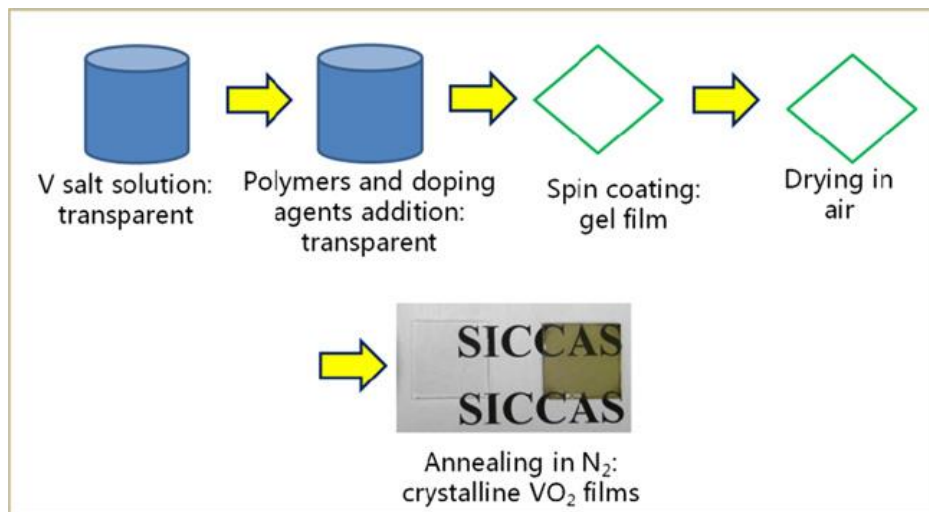 V salt solution:
transparent
Polymers and doping
agents addition:
transparent
Spin coating:
gel film
Drying in
air
SICCAS
SICCAS
Annealing in N₂:
crystalline VO₂ films